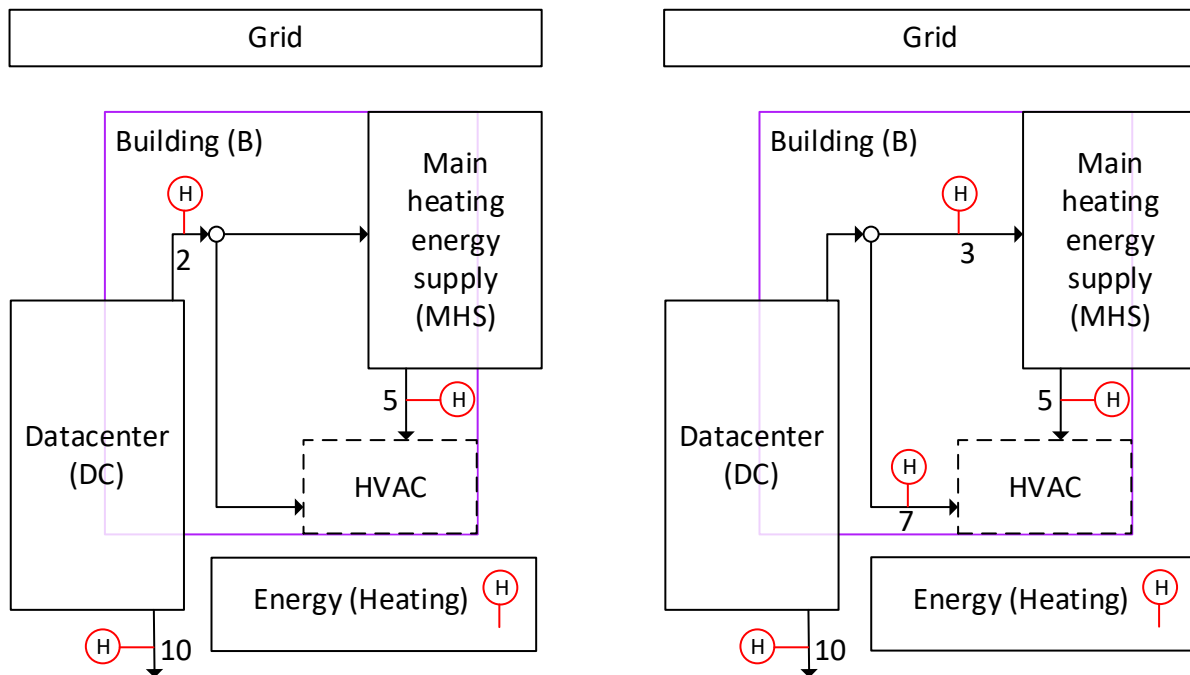 Grid
Building (B)
Main
heating
energy
supply
(MHS)
H
2
5
H
Datacenter
(DC)
HVAC
Energy (Heating)
H
H
10
Grid
Building (B)
Main
heating
energy
supply
(MHS)
H
3
5
H
Datacenter
(DC)
H
HVAC
7
Energy (Heating)
H
H
10